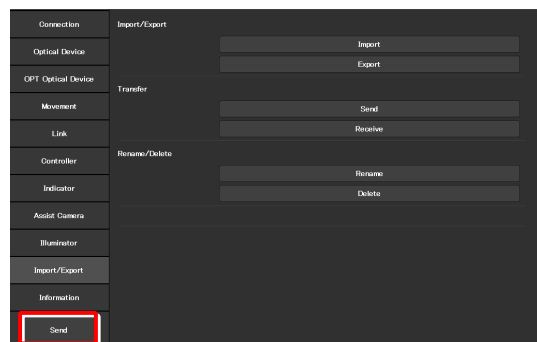 Connection
Optical Device
OPT Optical Device
Movement
Link
Controller
Indicator
Assist Camera
Illuminator
Import/Export
Information
Send
Import/Export
Import
Export
Transfer
Send
Receive
Rename/Delete
Rename
Delete